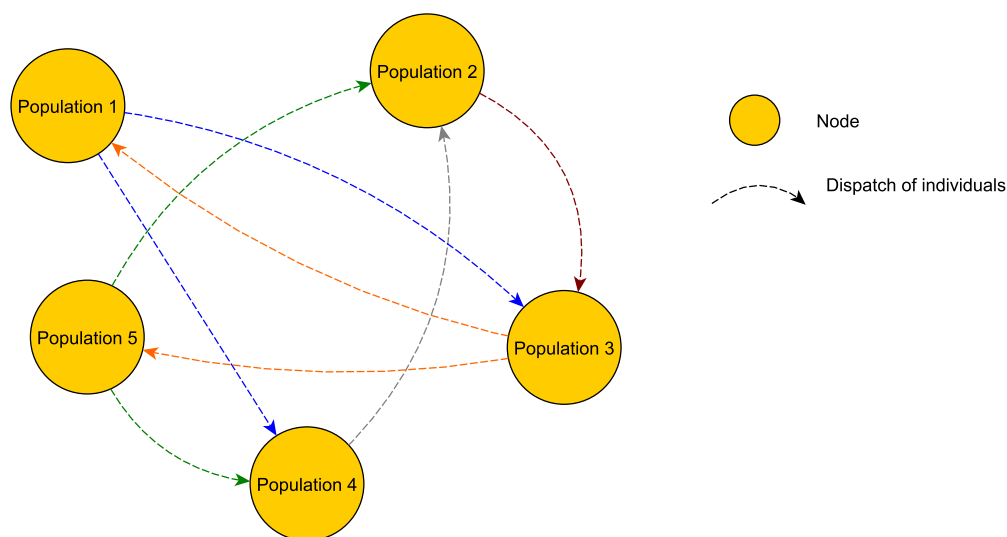 Population 1
Population 2
Population 3
Population 4
Population 5
Node
Dispatch of individuals